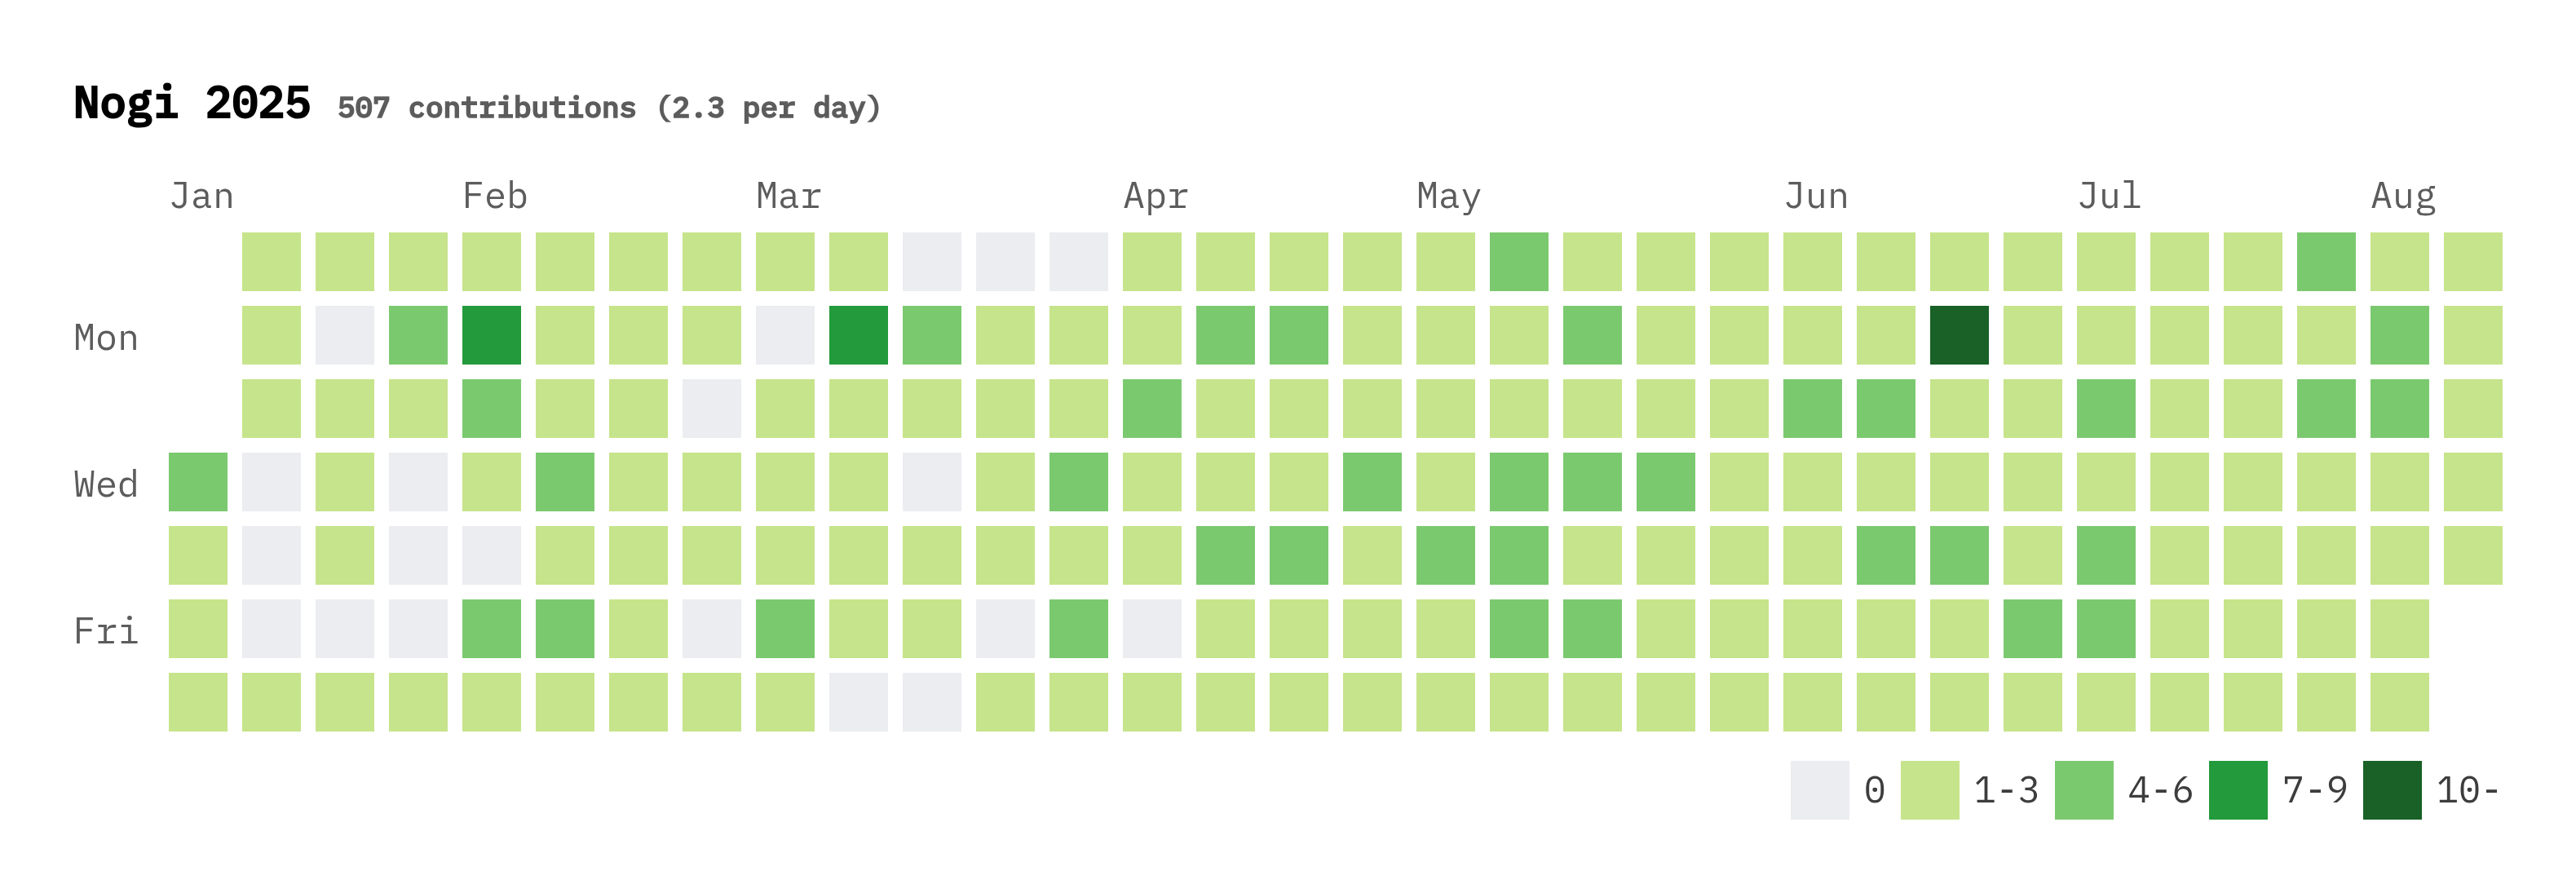 Nogi 2025 507 contributions (2.3 per day)
Jan Feb Mar Apr May Jun Jul Aug
Mon
Wed
Fri
0 1-3 4-6 7-9 10-